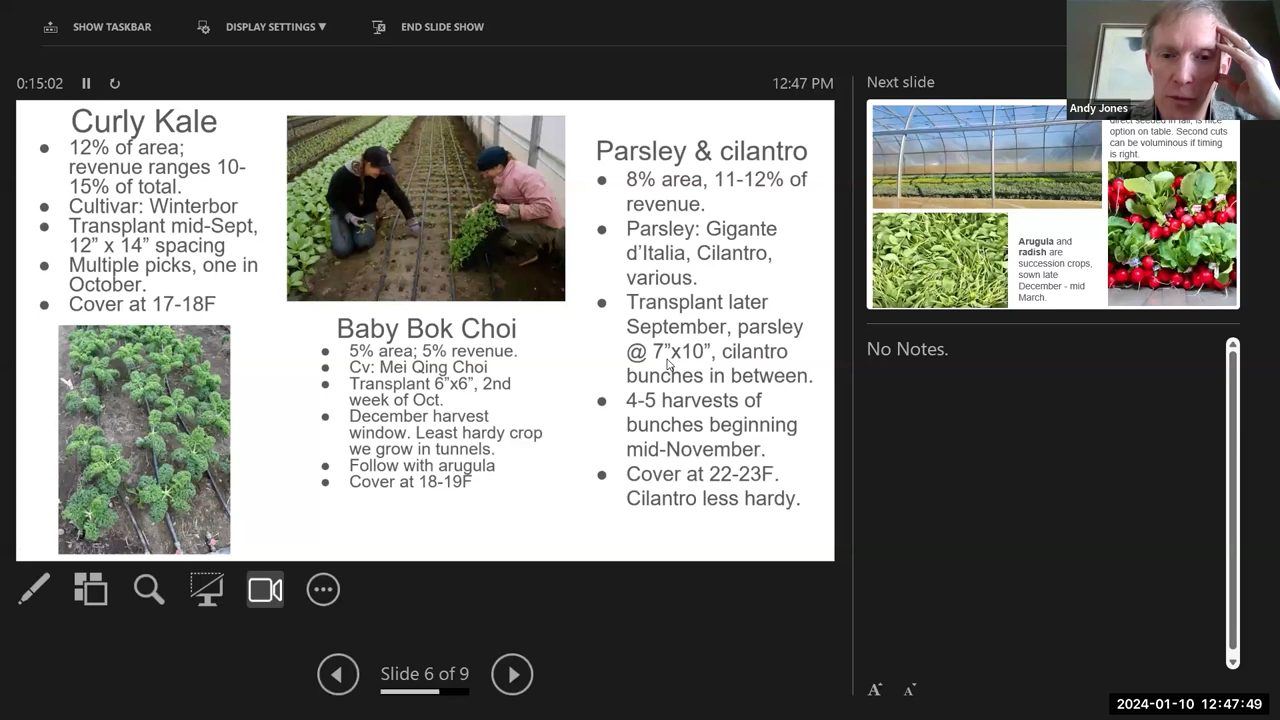 SHOW TASKBAR
DISPLAY SETTINGS ▼
END SLIDE SHOW
0:15:02
12:47 PM
Curly Kale
● 12% of area;
revenue ranges 10-
15% of total.
● Cultivar: Winterbor
● Transplant mid-Sept,
12” x 14” spacing
● Multiple picks, one in
October.
● Cover at 17-18F
Baby Bok Choi
● 5% area; 5% revenue.
● Cv: Mei Qing Choi
● Transplant 6”x6”, 2nd
week of Oct.
● December harvest
window. Least hardy crop
we grow in tunnels.
● Follow with arugula
● Cover at 18-19F
Parsley & cilantro
● 8% area, 11-12% of
revenue.
● Parsley: Gigante
d’Italia, Cilantro,
various.
● Transplant later
September, parsley
@ 7”x10”, cilantro
bunches in between.
● 4-5 harvests of
bunches beginning
mid-November.
● Cover at 22-23F.
Cilantro less hardy.
Slide 6 of 9
Next slide
Andy Jones
direct seeded in fall, is nice
option on table. Second cuts
can be voluminous if timing
is right.
Arugula and
radish are
succession crops,
sown late
December - mid
March.
No Notes.
A A
2024-01-10 12:47:49